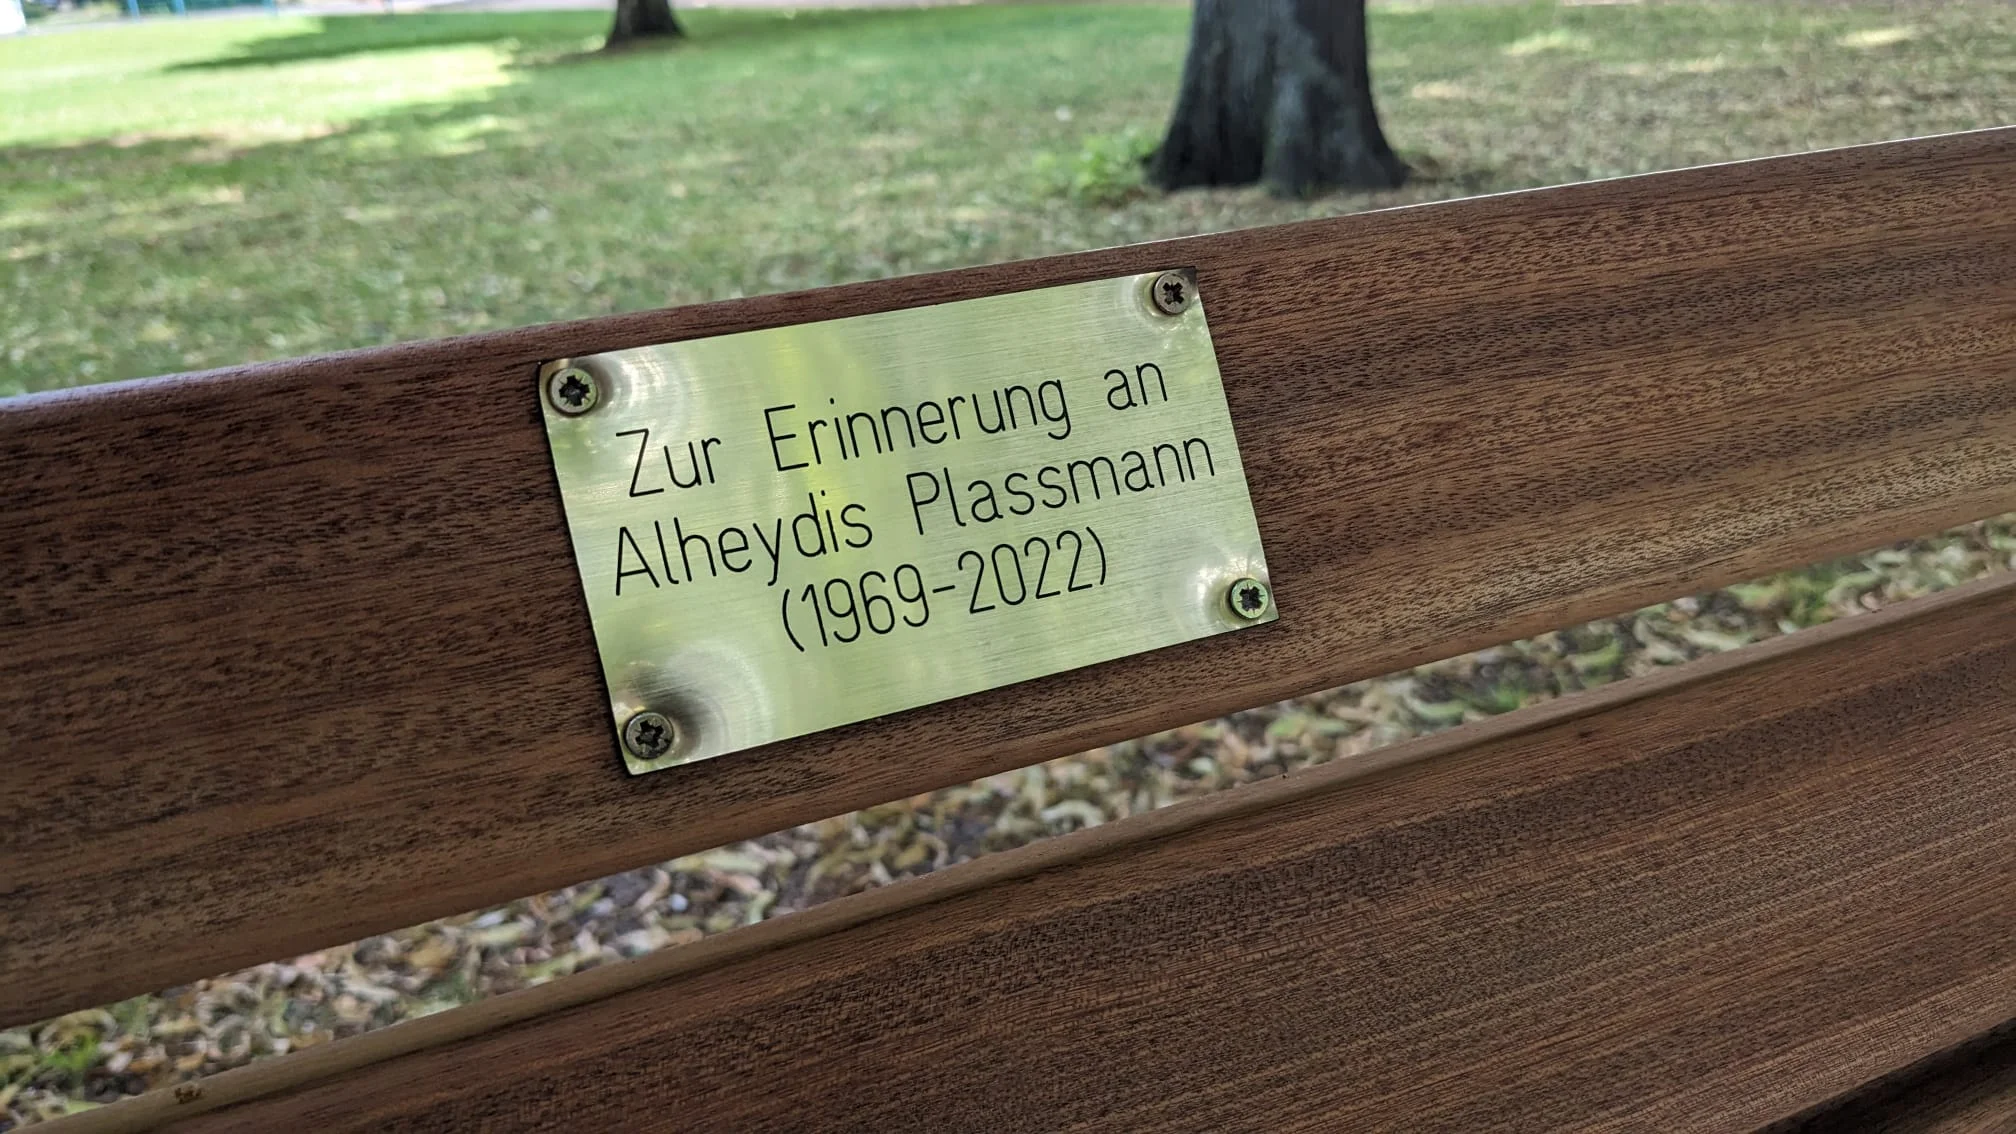 Zur Erinnerung an
Alheydis Plassmann
(1969-2022)